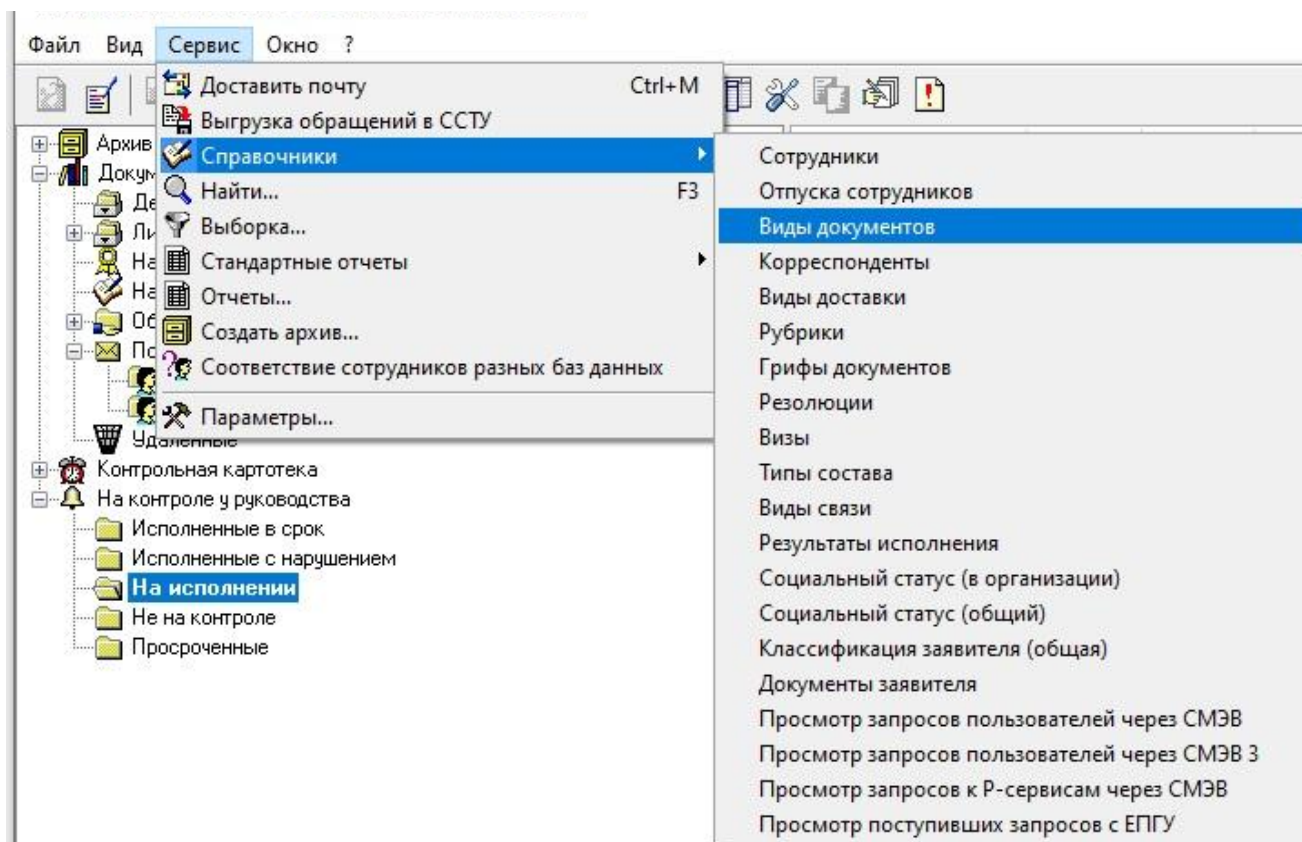 Файл Вид Сервис Окно ?
Доставить почту Ctrl+M
Выгрузка обращений в ССТУ
Справочники
Найти... F3
Выборка...
Стандартные отчеты
Отчеты...
Создать архив...
Соответствие сотрудников разных баз данных
Параметры...
Архив
Удаленные
Контрольная картотека
На контроле у руководства
Исполненные в срок
Исполненные с нарушением
На исполнении
Не на контроле
Просроченные
Сотрудники
Отпуска сотрудников
Виды документов
Корреспонденты
Виды доставки
Рубрики
Грифы документов
Резолюции
Визы
Типы состава
Виды связи
Результаты исполнения
Социальный статус (в организации)
Социальный статус (общий)
Классификация заявителя (общая)
Документы заявителя
Просмотр запросов пользователей через СМЭВ
Просмотр запросов пользователей через СМЭВ 3
Просмотр запросов к Р-сервисам через СМЭВ
Просмотр поступивших запросов с ЕПГУ